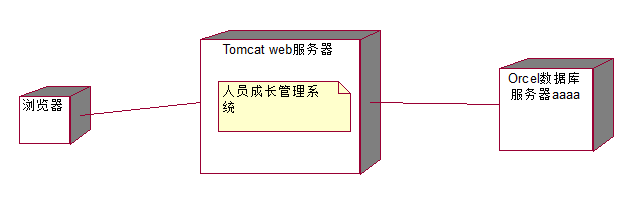 浏览器
Tomcat web服务器
人员成长管理系
统
Orcel数据库
服务器aaaa